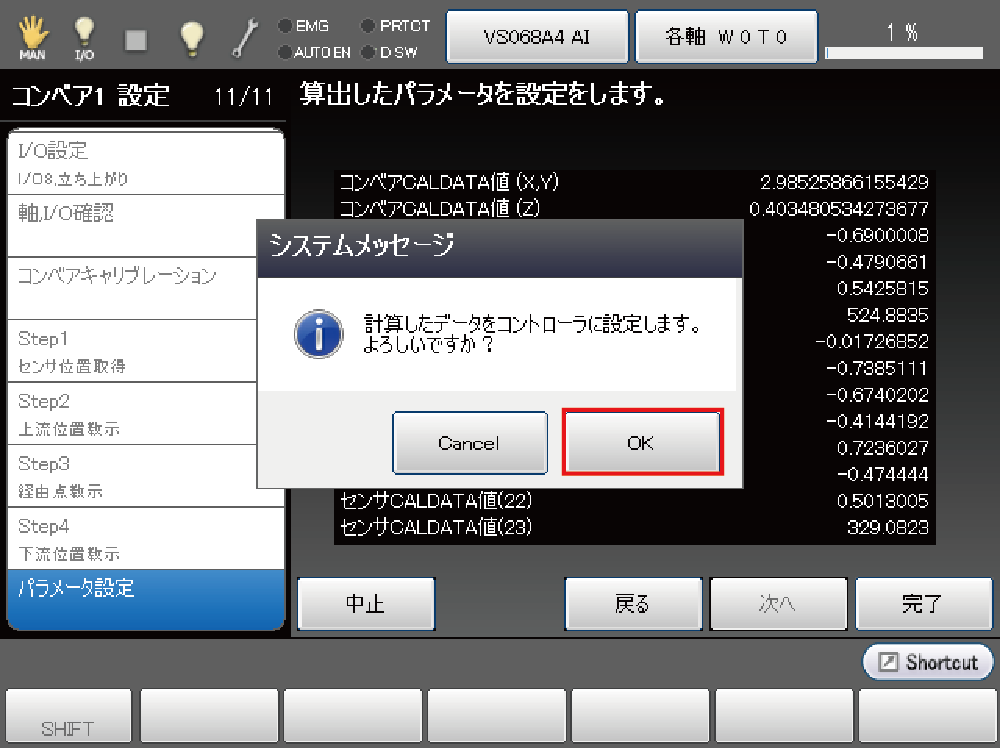 MAN
I/O
EMG
PRTCT
AUTO EN
D SW
VS068A4 A1
各軸 W0T0
1 %
コンベア1 設定 11/11
算出したパラメータを設定をします。
I/O設定
I/O8,立ち上がり
軸,I/O確認
コンベアキャリブレーション
Step1
センサ位置取得
Step2
上流位置教示
Step3
経由点教示
Step4
下流位置教示
パラメータ設定
コンベアCALDATA値 (X,Y) 2.98525866155429
コンベアCALDATA値 (Z) 0.403480534273677
-0.6900008
-0.4790661
0.5425815
524.8835
-0.01726852
-0.7385111
-0.6740202
-0.4144192
0.7236027
-0.474444
センサCALDATA値(22) 0.5013005
センサCALDATA値(23) 329.0823
システムメッセージ
計算したデータをコントローラに設定します。
よろしいですか?
Cancel
OK
中止
戻る
次へ
完了
Shortcut
SHIFT